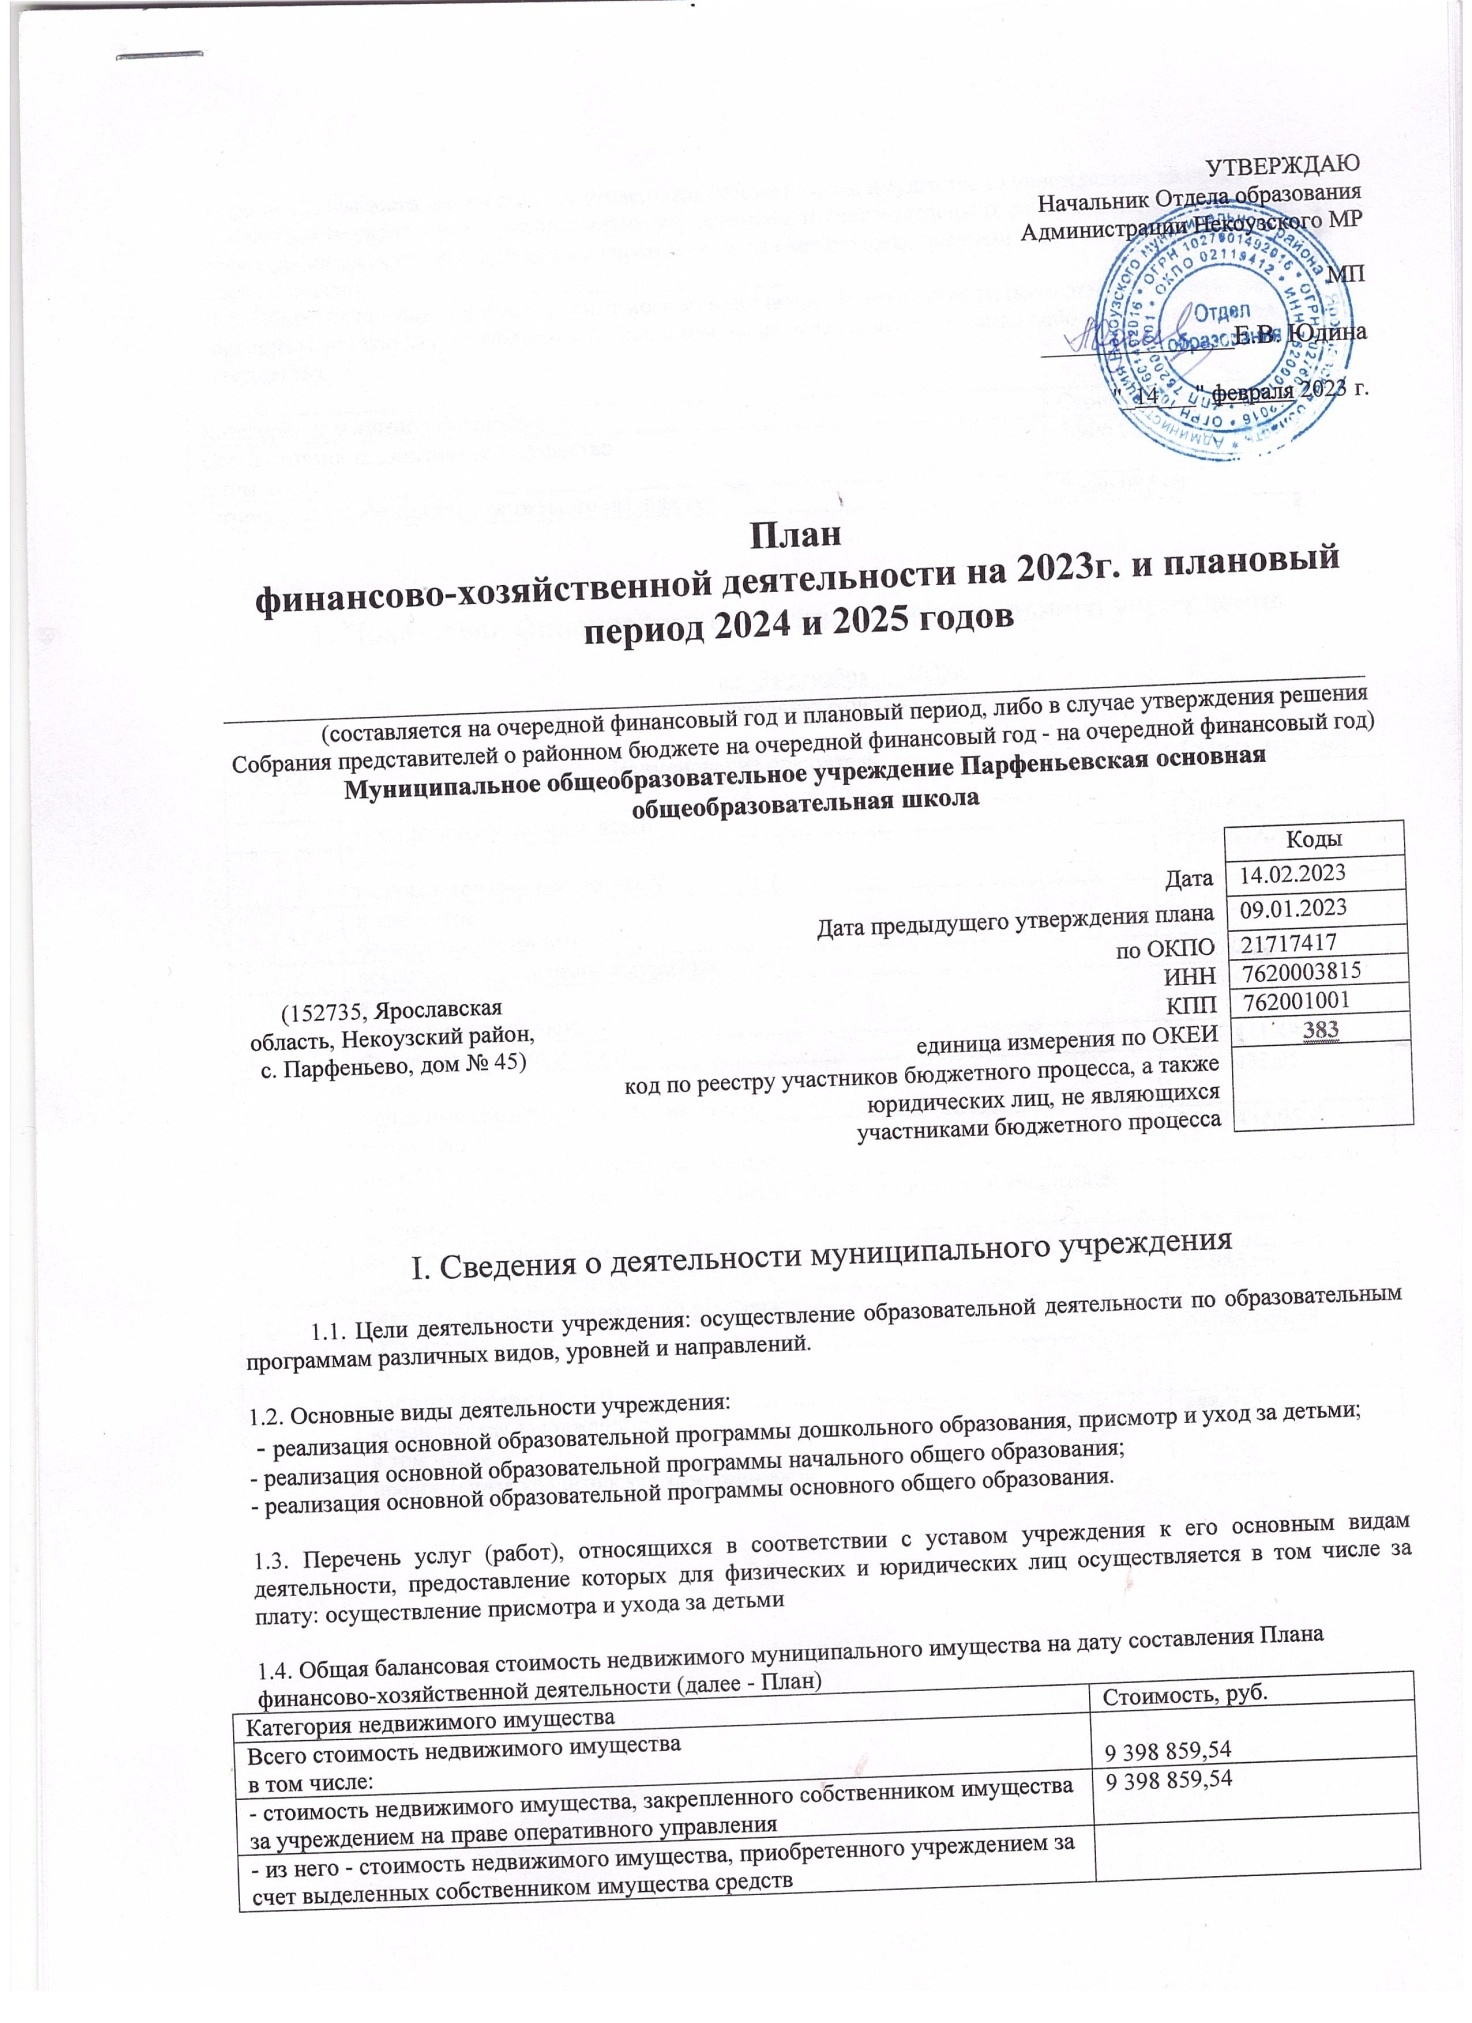 УТВЕРЖДАЮ
Начальник Отдела образования
Администрации Некоузского МР
МП
Отдел
образования
Е.В. Юдина
" 14 " февраля 2023 г.
План
финансово-хозяйственной деятельности на 2023г. и плановый
период 2024 и 2025 годов
(составляется на очередной финансовый год и плановый период, либо в случае утверждения решения
Собрания представителей о районном бюджете на очередной финансовый год - на очередной финансовый год)
Муниципальное общеобразовательное учреждение Парфеньевская основная
общеобразовательная школа
Коды
Дата 14.02.2023
Дата предыдущего утверждения плана 09.01.2023
по ОКПО 21717417
ИНН 7620003815
КПП 762001001
единица измерения по ОКЕИ 383
(152735, Ярославская
область, Некоузский район,
с. Парфеньево, дом № 45)
код по реестру участников бюджетного процесса, а также
юридических лиц, не являющихся
участниками бюджетного процесса
I. Сведения о деятельности муниципального учреждения
1.1. Цели деятельности учреждения: осуществление образовательной деятельности по образовательным
программам различных видов, уровней и направлений.
1.2. Основные виды деятельности учреждения:
- реализация основной образовательной программы дошкольного образования, присмотр и уход за детьми;
- реализация основной образовательной программы начального общего образования;
- реализация основной образовательной программы основного общего образования.
1.3. Перечень услуг (работ), относящихся в соответствии с уставом учреждения к его основным видам
деятельности, предоставление которых для физических и юридических лиц осуществляется в том числе за
плату: осуществление присмотра и ухода за детьми
1.4. Общая балансовая стоимость недвижимого муниципального имущества на дату составления Плана
финансово-хозяйственной деятельности (далее - План)
Категория недвижимого имущества Стоимость, руб.
Всего стоимость недвижимого имущества
в том числе: 9 398 859,54
- стоимость недвижимого имущества, закрепленного собственником имущества 9 398 859,54
за учреждением на праве оперативного управления
- из него - стоимость недвижимого имущества, приобретенного учреждением за
счет выделенных собственником имущества средств